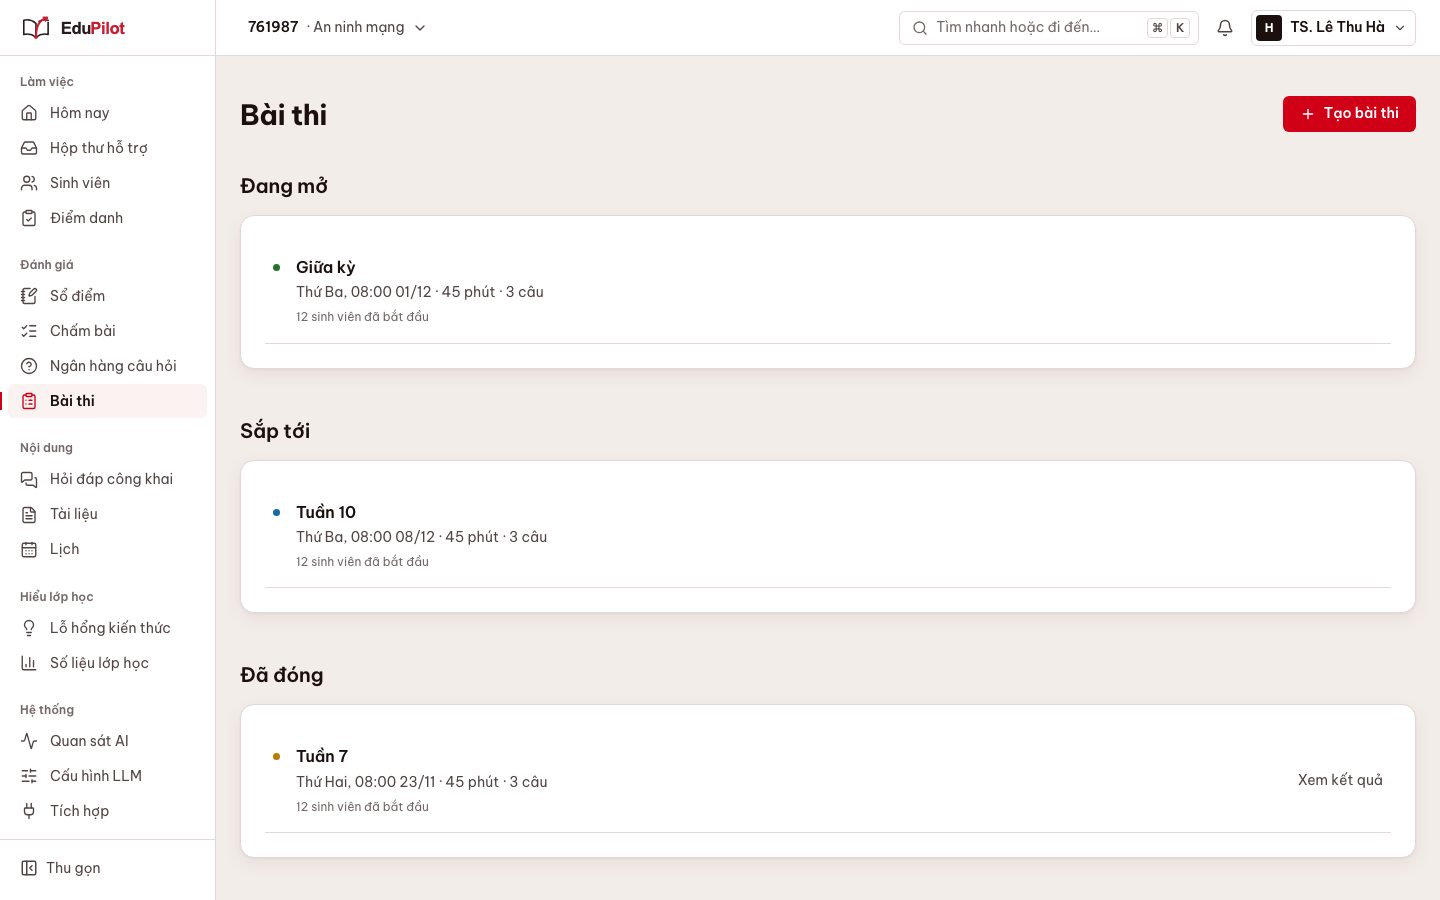 EduPilot
761987 · An ninh mạng
Tìm nhanh hoặc đi đến...
⌘ K
H TS. Lê Thu Hà
Làm việc
Hôm nay
Hộp thư hỗ trợ
Sinh viên
Điểm danh
Đánh giá
Sổ điểm
Chấm bài
Ngân hàng câu hỏi
Bài thi
Nội dung
Hỏi đáp công khai
Tài liệu
Lịch
Hiểu lớp học
Lỗ hổng kiến thức
Số liệu lớp học
Hệ thống
Quan sát AI
Cấu hình LLM
Tích hợp
Thu gọn
Bài thi
Tạo bài thi
Đang mở
Giữa kỳ
Thứ Ba, 08:00 01/12 · 45 phút · 3 câu
12 sinh viên đã bắt đầu
Sắp tới
Tuần 10
Thứ Ba, 08:00 08/12 · 45 phút · 3 câu
12 sinh viên đã bắt đầu
Đã đóng
Tuần 7
Thứ Hai, 08:00 23/11 · 45 phút · 3 câu
12 sinh viên đã bắt đầu
Xem kết quả